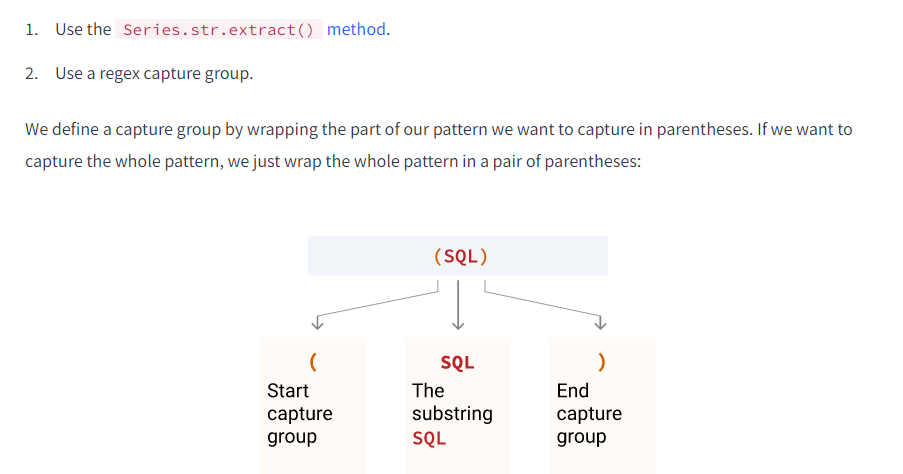 1. Use the Series.str.extract() method.
2. Use a regex capture group.
We define a capture group by wrapping the part of our pattern we want to capture in parentheses. If we want to
capture the whole pattern, we just wrap the whole pattern in a pair of parentheses:
(SQL)
(
Start
capture
group
SQL
The
substring
SQL
)
End
capture
group